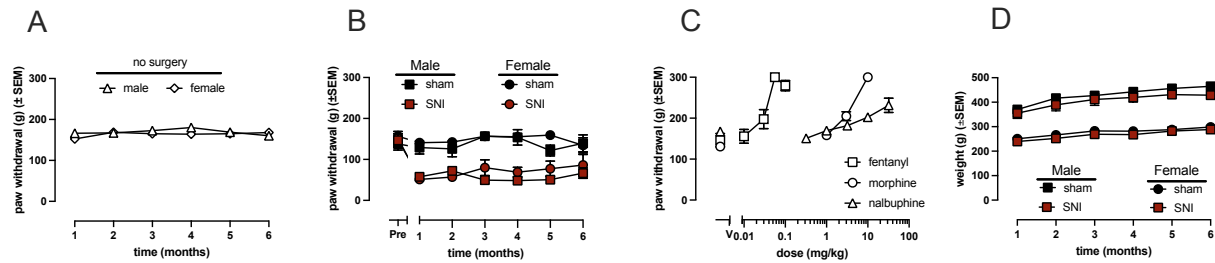 A
paw withdrawal (g) (± SEM)
300
200
100
0
no surgery
male
female
1 2 3 4 5 6
time (months)
B
paw withdrawal (g) (±SEM)
300
200
100
0
Male
Female
sham
sham
SNI
SNI
Pre 1 2 3 4 5 6
time (months)
C
paw withdrawal (g) (±SEM)
300
200
100
0
fentanyl
morphine
nalbuphine
V 0.01 0.1 1 10 100
dose (mg/kg)
D
weight (g) (±SEM)
500
400
300
200
100
0
Male
Female
sham
sham
SNI
SNI
1 2 3 4 5 6
time (months)